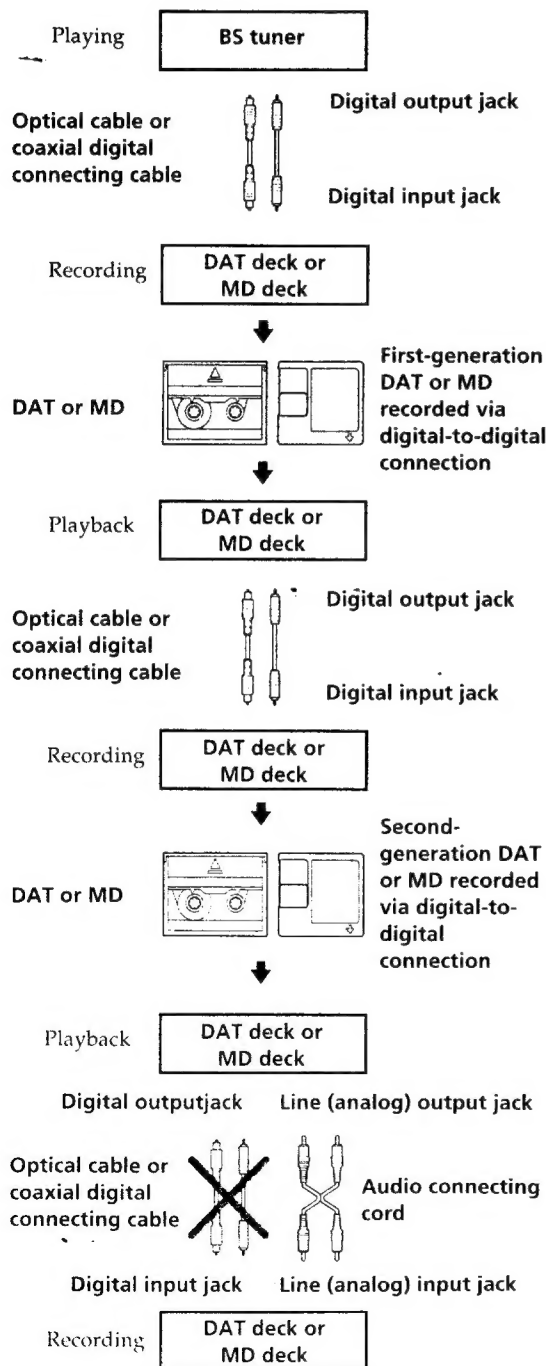 Playing
BS tuner
Digital output jack
Optical cable or
coaxial digital
connecting cable
Digital input jack
Recording
DAT deck or
MD deck
DAT or MD
First-generation
DAT or MD
recorded via
digital-to-digital
connection
Playback
DAT deck or
MD deck
Digital output jack
Optical cable or
coaxial digital
connecting cable
Digital input jack
Recording
DAT deck or
MD deck
DAT or MD
Second-
generation DAT
or MD recorded
via digital-to-
digital
connection
Playback
DAT deck or
MD deck
Digital outputjack
Line (analog) output jack
Optical cable or
coaxial digital
connecting cable
Audio connecting
cord
Digital input jack
Line (analog) input jack
Recording
DAT deck or
MD deck